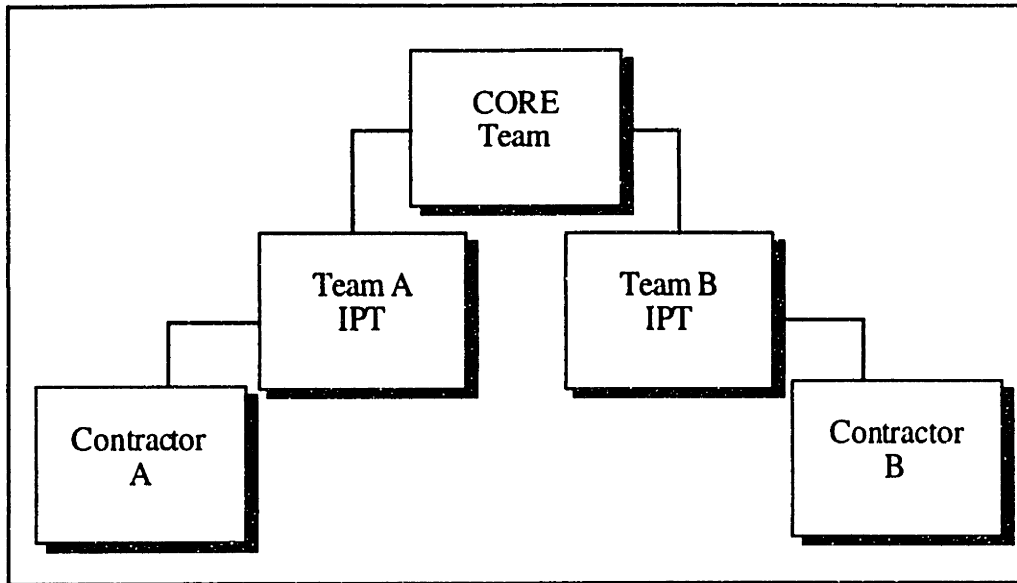 CORE
Team
Team A
IPT
Team B
IPT
Contractor
A
Contractor
B